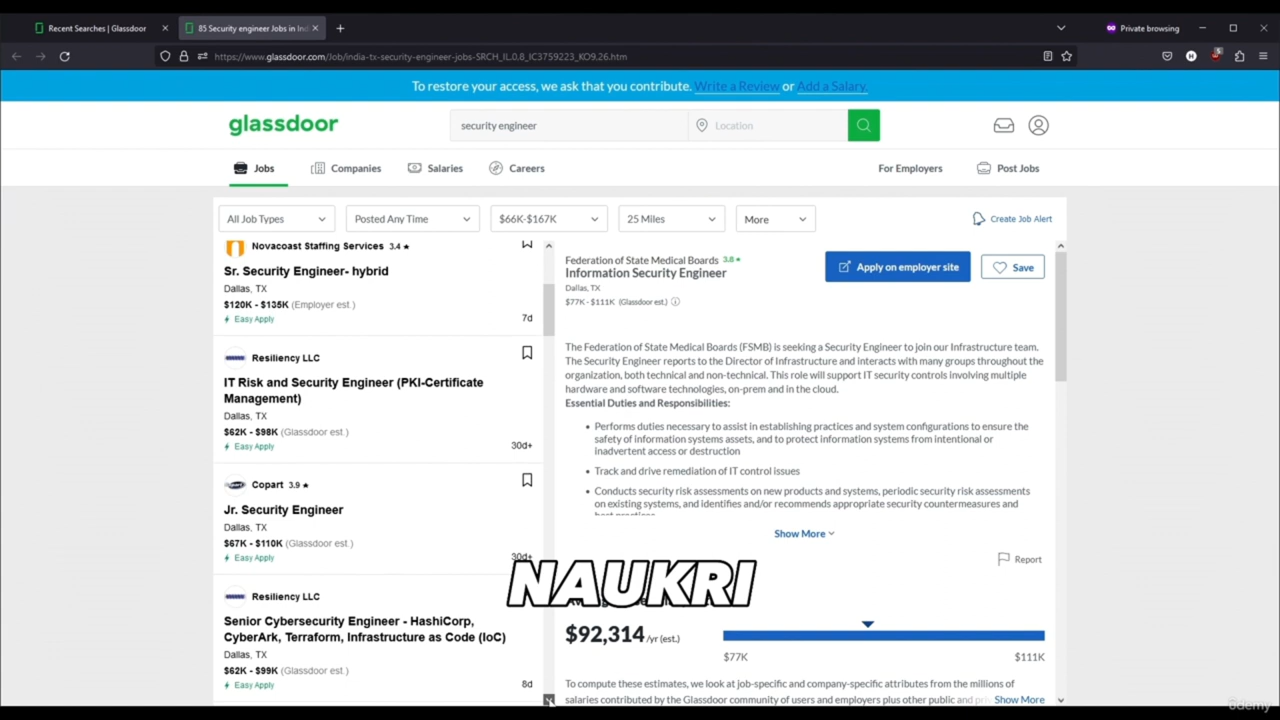 Recent Searches | Glassdoor
85 Security engineer Jobs in Ind
Private browsing
https://www.glassdoor.com/Job/india-tx-security-engineer-jobs-SRCH_IL.0,8_IC3759223_KO9,26.htm
To restore your access, we ask that you contribute. Write a Review or Add a Salary.
glassdoor
security engineer
Location
Jobs
Companies
Salaries
Careers
For Employers
Post Jobs
All Job Types
Posted Any Time
$66K-$167K
25 Miles
More
Create Job Alert
Novacoast Staffing Services 3.4 ★
Sr. Security Engineer- hybrid
Dallas, TX
$120K - $135K (Employer est.)
Easy Apply
7d
Resiliency LLC
IT Risk and Security Engineer (PKI-Certificate
Management)
Dallas, TX
$62K - $98K (Glassdoor est.)
Easy Apply
30d+
Copart 3.9 ★
Jr. Security Engineer
Dallas, TX
$67K - $110K (Glassdoor est.)
Easy Apply
30d+
Resiliency LLC
Senior Cybersecurity Engineer - HashiCorp,
CyberArk, Terraform, Infrastructure as Code (IoC)
Dallas, TX
$62K - $99K (Glassdoor est.)
Easy Apply
8d
Federation of State Medical Boards 3.8 ★
Information Security Engineer
Dallas, TX
$77K - $111K (Glassdoor est.)
Apply on employer site
Save
The Federation of State Medical Boards (FSMB) is seeking a Security Engineer to join our Infrastructure team.
The Security Engineer reports to the Director of Infrastructure and interacts with many groups throughout the
organization, both technical and non-technical. This role will support IT security controls involving multiple
hardware and software technologies, on-prem and in the cloud.
Essential Duties and Responsibilities:
• Performs duties necessary to assist in establishing practices and system configurations to ensure the
safety of information systems assets, and to protect information systems from intentional or
inadvertent access or destruction
• Track and drive remediation of IT control issues
• Conducts security risk assessments on new products and systems, periodic security risk assessments
on existing systems, and identifies and/or recommends appropriate security countermeasures and
best practices
Show More
Report
NAUKRI
$92,314 /yr (est.)
$77K
$111K
To compute these estimates, we look at job-specific and company-specific attributes from the millions of
salaries contributed by the Glassdoor community of users and employers plus other public and
Show More
ûdemy